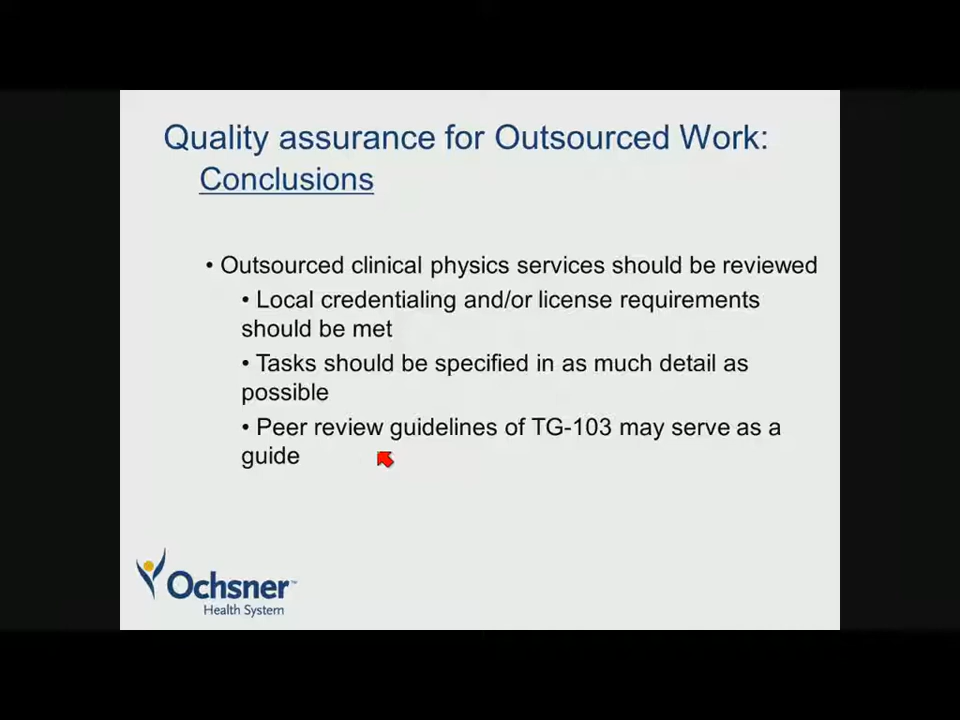 Quality assurance for Outsourced Work:
Conclusions
• Outsourced clinical physics services should be reviewed
• Local credentialing and/or license requirements
should be met
• Tasks should be specified in as much detail as
possible
• Peer review guidelines of TG-103 may serve as a
guide
Ochsner™
Health System